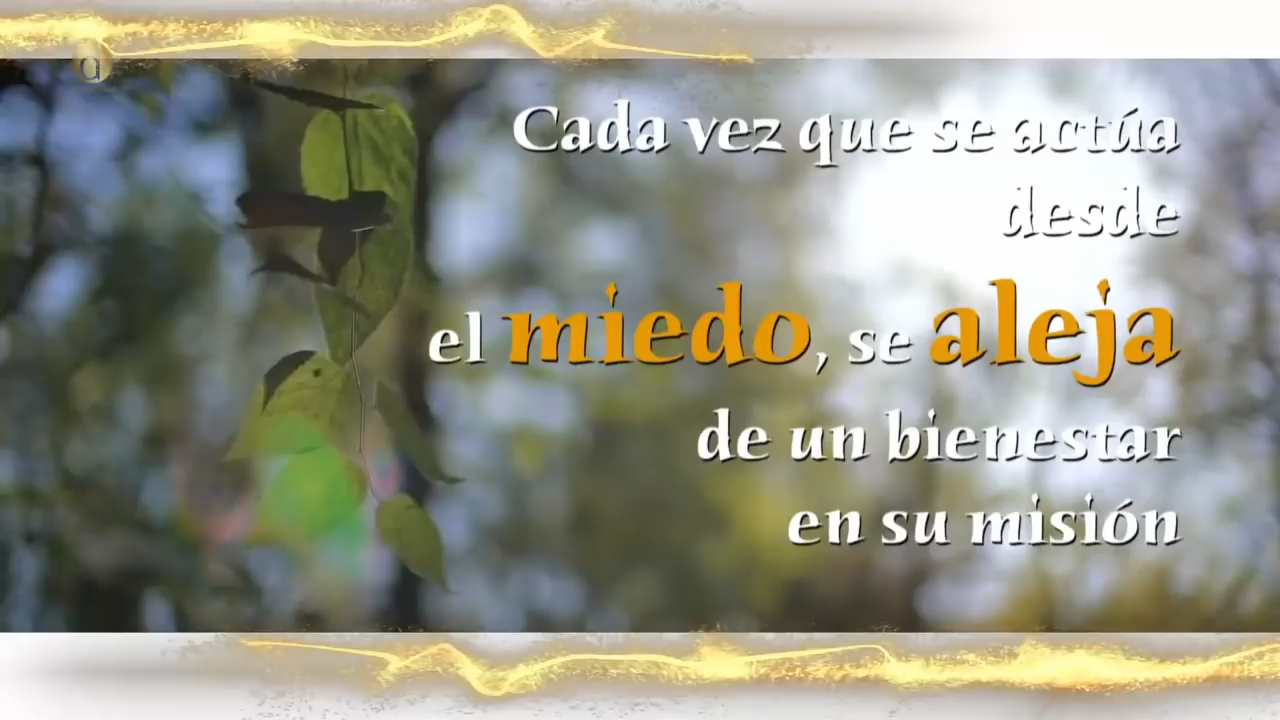 Cada vez que se actúa
desde
el miedo, se aleja
de un bienestar
en su misión